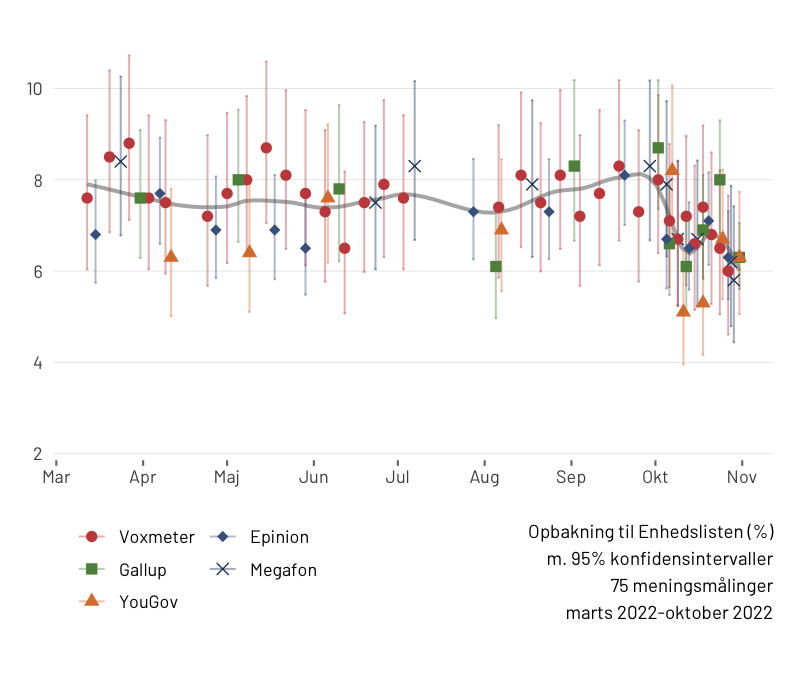 10
8
6
4
2
Mar Apr Maj Jun Jul Aug Sep Okt Nov
Voxmeter Epinion
Gallup Megafon
YouGov
Opbakning til Enhedslisten (%)
m. 95% konfidensintervaller
75 meningsmålinger
marts 2022-oktober 2022